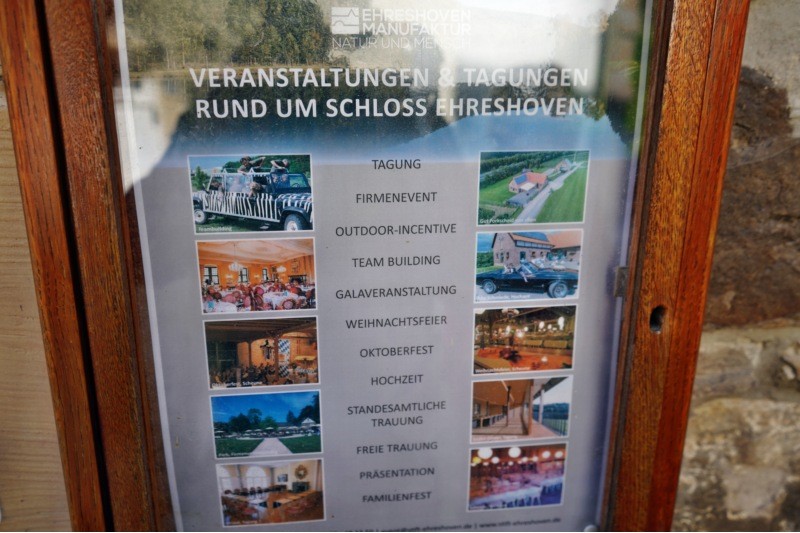 EHRESHOVEN
MANUFAKTUR
NATUR UND
VERANSTALTUNGEN & TAGUNGEN
RUND UM SCHLOSS EHRESHOVEN
TAGUNG
FIRMENEVENT
OUTDOOR-INCENTIVE
TEAM BUILDING
GALAVERANSTALTUNG
WEIHNACHTSFEIER
OKTOBERFEST
HOCHZEIT
STANDESAMTLICHE
TRAUUNG
FREIE TRAUUNG
PRÄSENTATION
FAMILIENFEST
Teambuilding